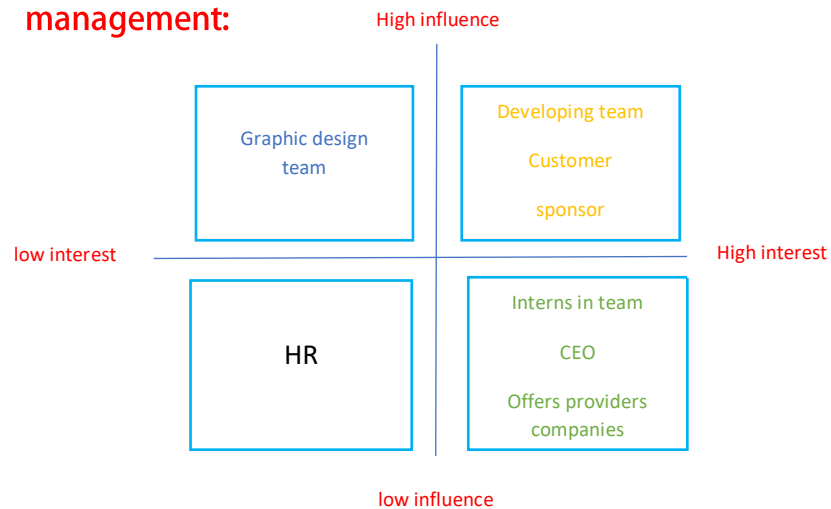 management:
High influence
Graphic design
team
Developing team
Customer
sponsor
low interest
High interest
HR
Interns in team
CEO
Offers providers
companies
low influence